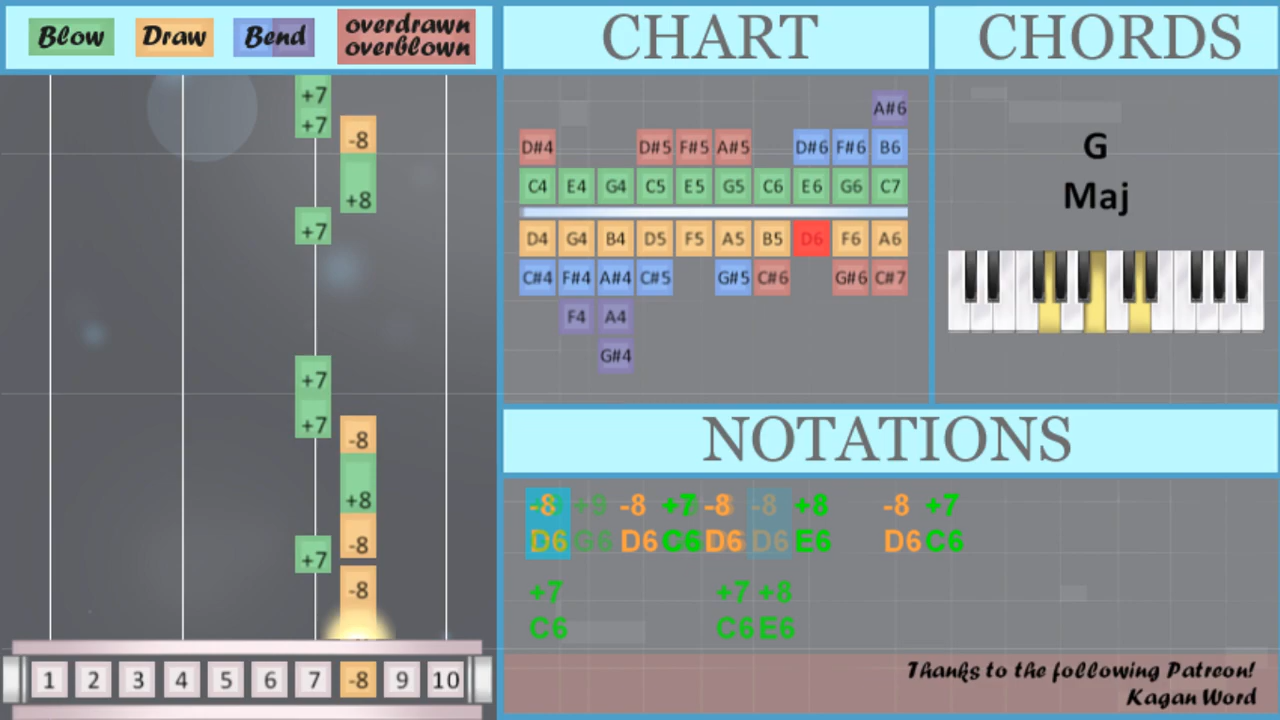 Blow Draw Bend overdrawn
overblown
CHART
CHORDS
+7
+7
-8
+8
+7
+7
+7
-8
+8
-8
+7
-8
1 2 3 4 5 6 7 -8 9 10
A#6
D#4 D#5 F#5 A#5 D#6 F#6 B6
C4 E4 G4 C5 E5 G5 C6 E6 G6 C7
D4 G4 B4 D5 F5 A5 B5 D6 F6 A6
C#4 F#4 A#4 C#5 G#5 C#6 G#6 C#7
F4 A4
G#4
G
Maj
NOTATIONS
-8 +9 -8 +7 -8 -8 +8 -8 +7
D6 G6 D6 C6 D6 D6 E6 D6 C6
+7 +7 +8
C6 C6 E6
Thanks to the following Patreon!
Kagan Word